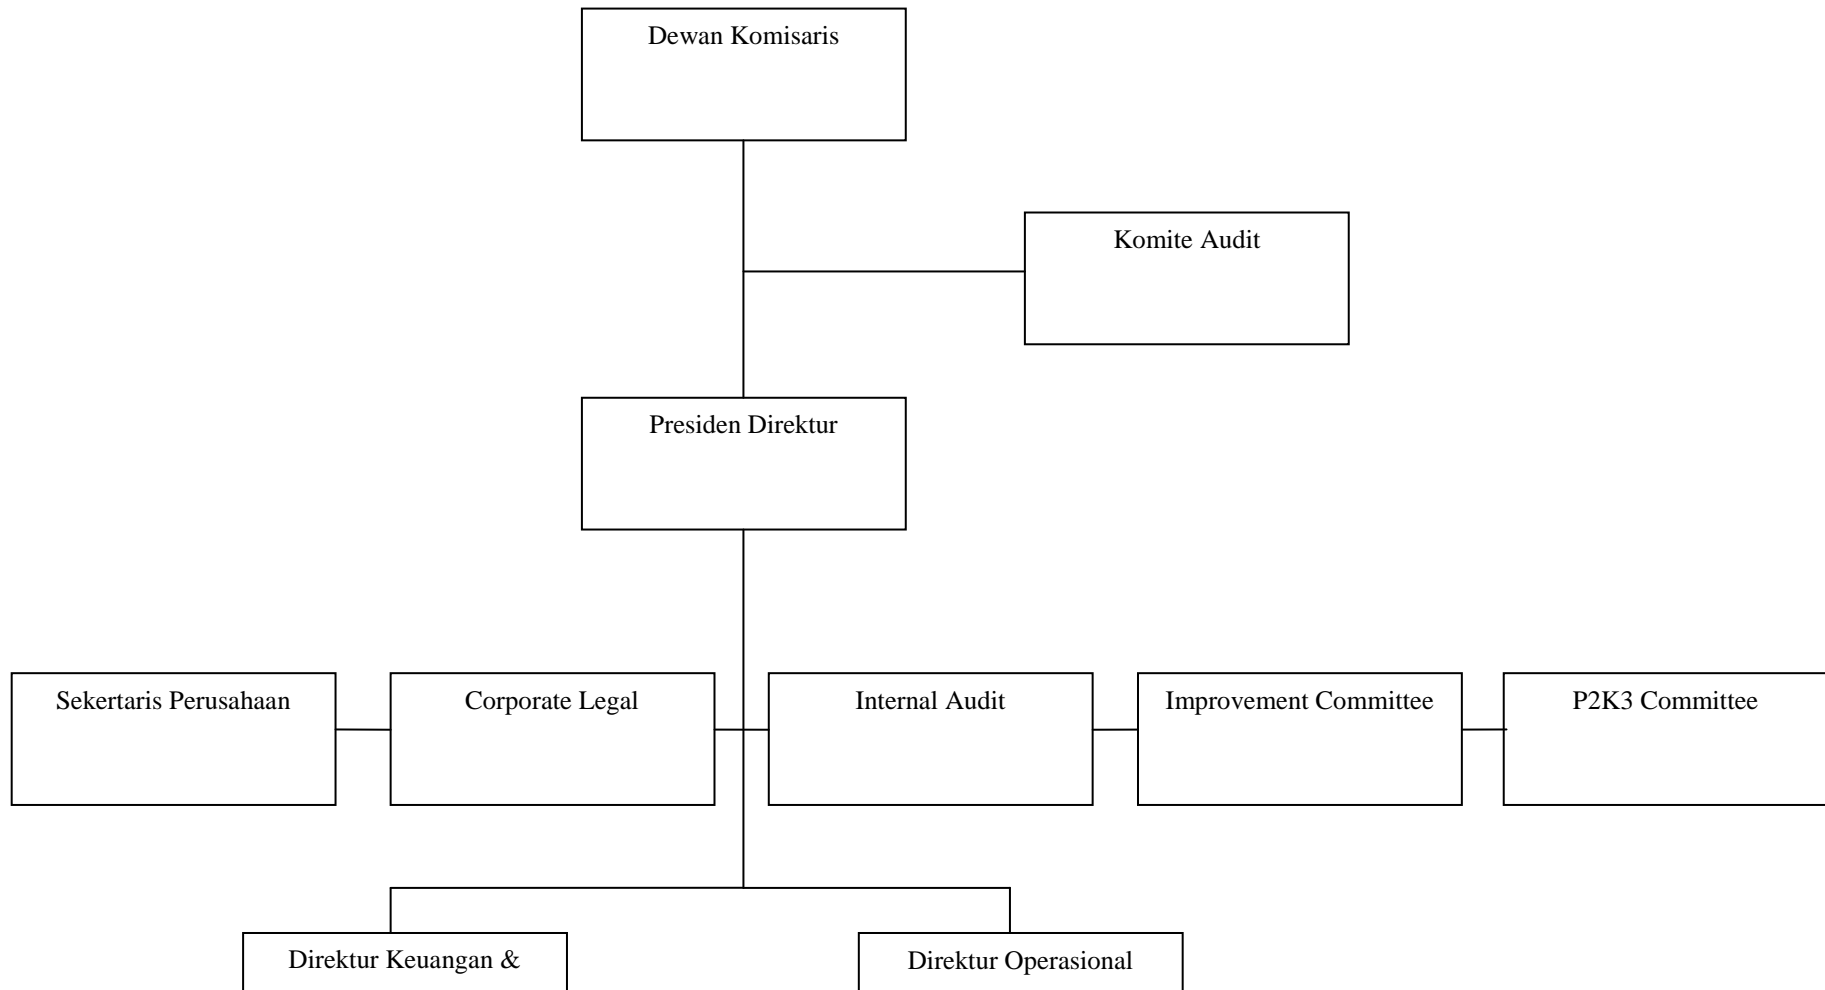 Dewan Komisaris
Komite Audit
Presiden Direktur
Sekertaris Perusahaan
Corporate Legal
Internal Audit
Improvement Committee
P2K3 Committee
Direktur Keuangan &
Direktur Operasional